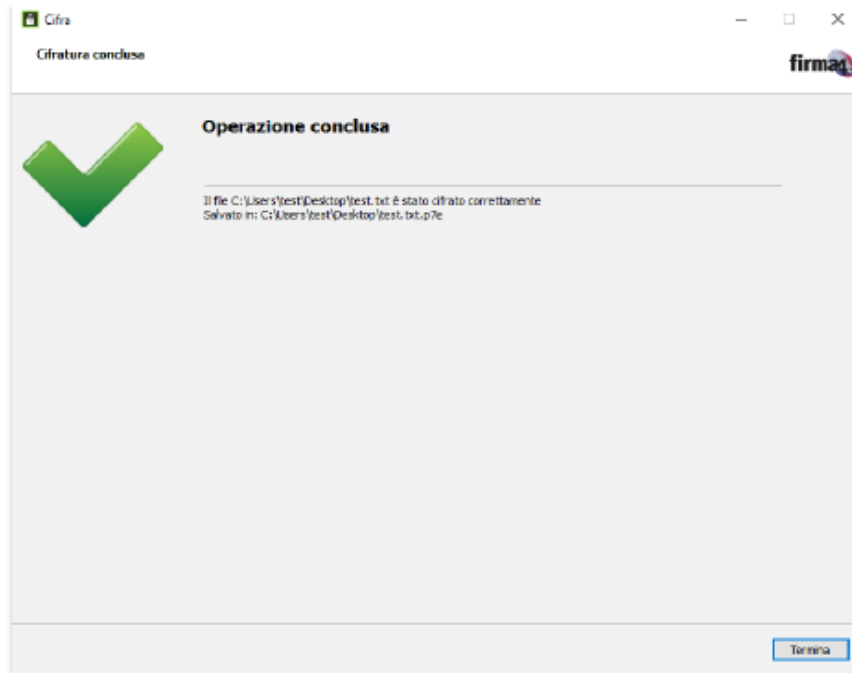 Cifra
Cifratura conclusa
firma4
Operazione conclusa
Il file C:\Users\test\Desktop\test.txt è stato cifrato correttamente
Salvato in: C:\Users\test\Desktop\test.txt.p7e
Termina